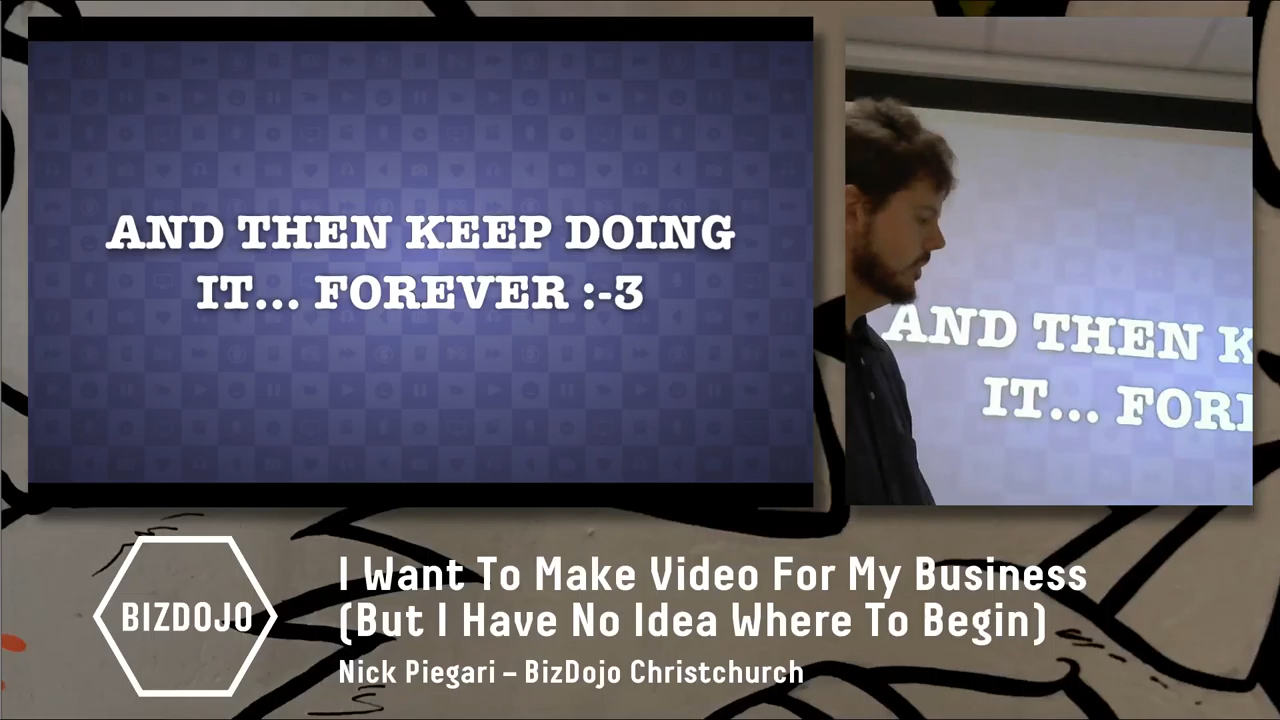 AND THEN KEEP DOING
IT... FOREVER :-3
AND THEN K
IT... FOR
BIZDOJO
I Want To Make Video For My Business
(But I Have No Idea Where To Begin)
Nick Piegari – BizDojo Christchurch